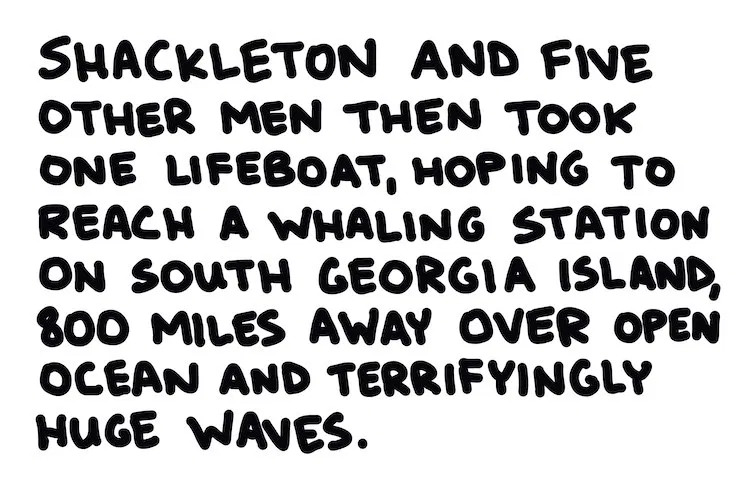 SHACKLETON AND FIVE
OTHER MEN THEN TOOK
ONE LIFEBOAT, HOPING TO
REACH A WHALING STATION
ON SOUTH GEORGIA ISLAND,
800 MILES AWAY OVER OPEN
OCEAN AND TERRIFYINGLY
HUGE WAVES.